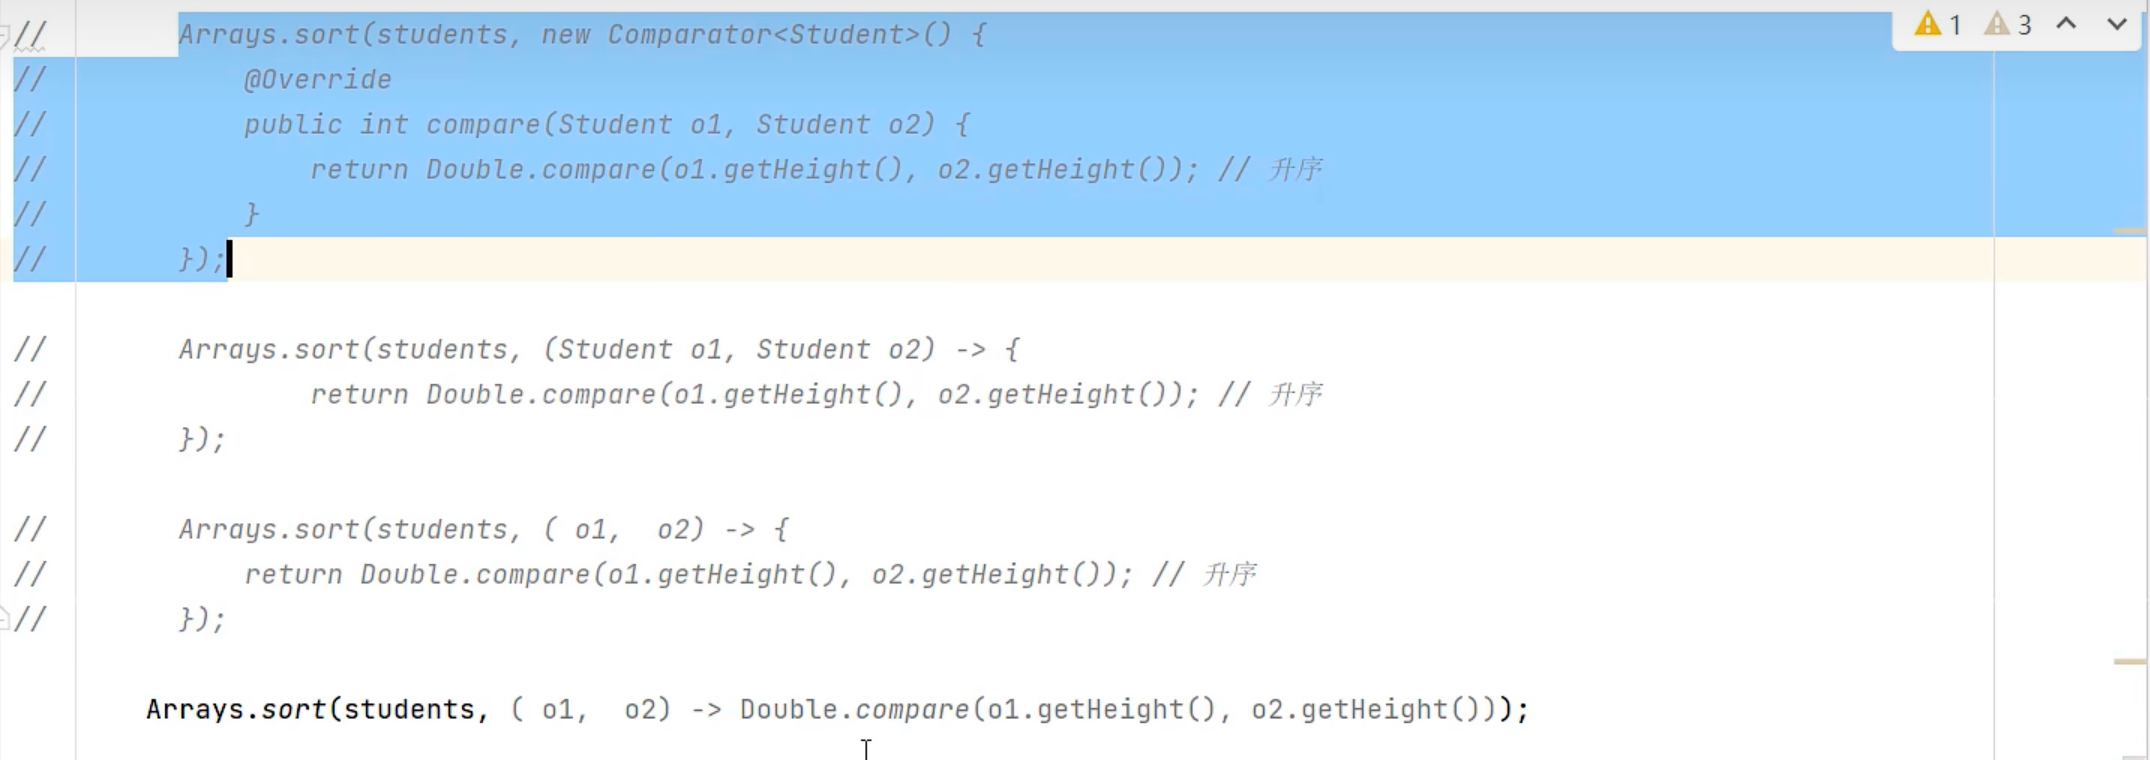 //        Arrays.sort(students, new Comparator<Student>() {
//            @Override
//            public int compare(Student o1, Student o2) {
//                return Double.compare(o1.getHeight(), o2.getHeight()); // 升序
//            }
//        });
//        Arrays.sort(students, (Student o1, Student o2) -> {
//                return Double.compare(o1.getHeight(), o2.getHeight()); // 升序
//        });
//        Arrays.sort(students, ( o1,  o2) -> {
//            return Double.compare(o1.getHeight(), o2.getHeight()); // 升序
//        });
Arrays.sort(students, ( o1,  o2) -> Double.compare(o1.getHeight(), o2.getHeight()));
1 3